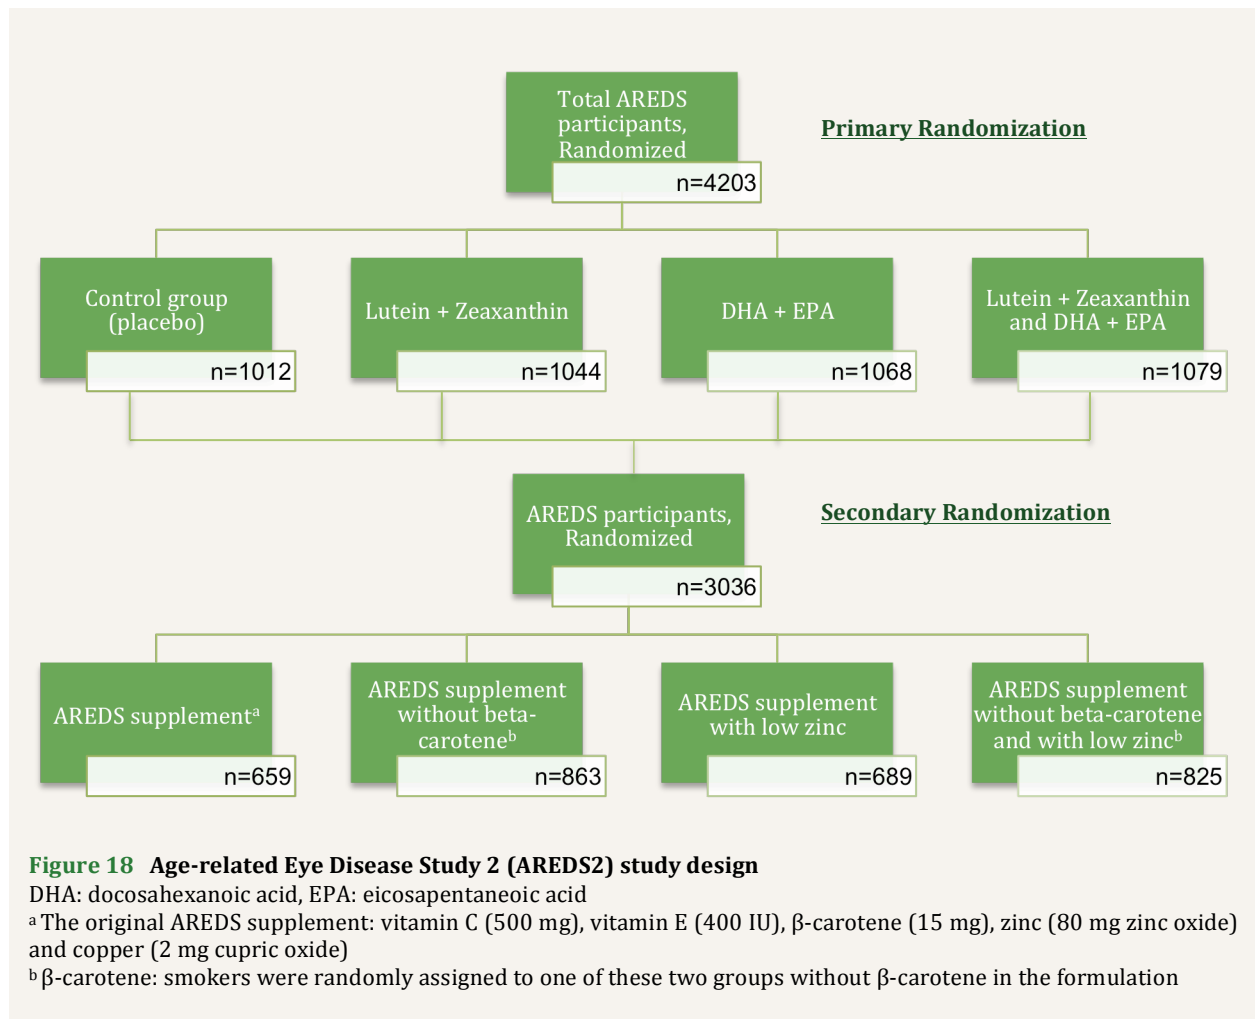 Total AREDS
participants,
Randomized
n=4203
Primary Randomization
Control group
(placebo)
n=1012
Lutein + Zeaxanthin
n=1044
DHA + EPA
n=1068
Lutein + Zeaxanthin
and DHA + EPA
n=1079
AREDS participants,
Randomized
n=3036
Secondary Randomization
AREDS supplementᵃ
n=659
AREDS supplement
without beta-
caroteneᵇ
n=863
AREDS supplement
with low zinc
n=689
AREDS supplement
without beta-carotene
and with low zincᵇ
n=825
Figure 18 Age-related Eye Disease Study 2 (AREDS2) study design
DHA: docosahexanoic acid, EPA: eicosapentaneoic acid
ᵃ The original AREDS supplement: vitamin C (500 mg), vitamin E (400 IU), β-carotene (15 mg), zinc (80 mg zinc oxide)
and copper (2 mg cupric oxide)
ᵇ β-carotene: smokers were randomly assigned to one of these two groups without β-carotene in the formulation